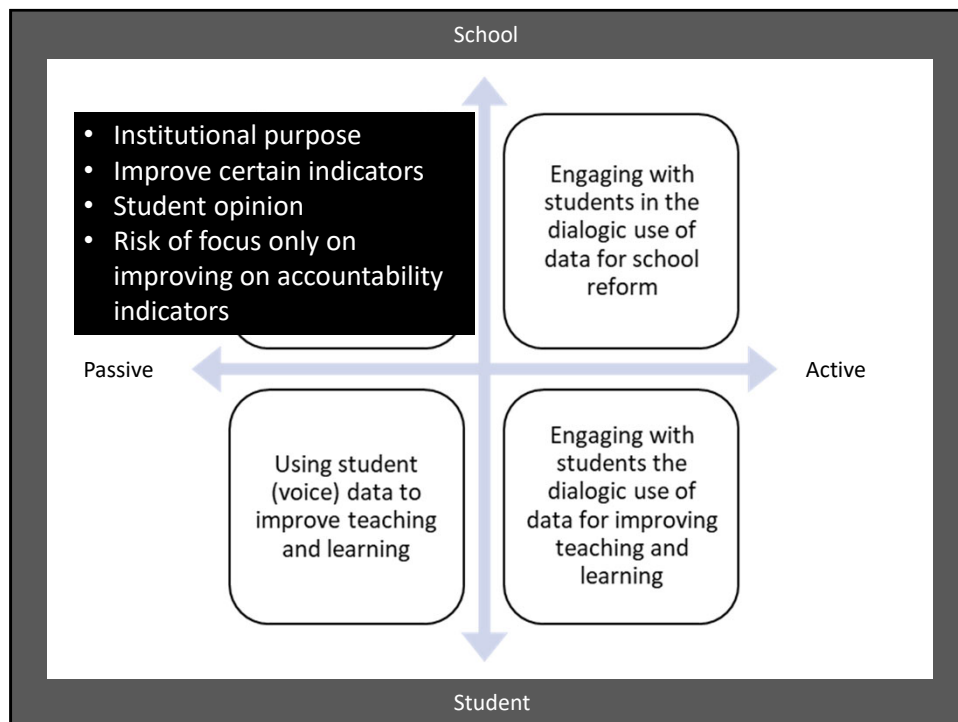 School
• Institutional purpose
• Improve certain indicators
• Student opinion
• Risk of focus only on
improving on accountability
indicators
Engaging with
students in the
dialogic use of
data for school
reform
Passive
Active
Using student
(voice) data to
improve teaching
and learning
Engaging with
students the
dialogic use of
data for improving
teaching and
learning
Student